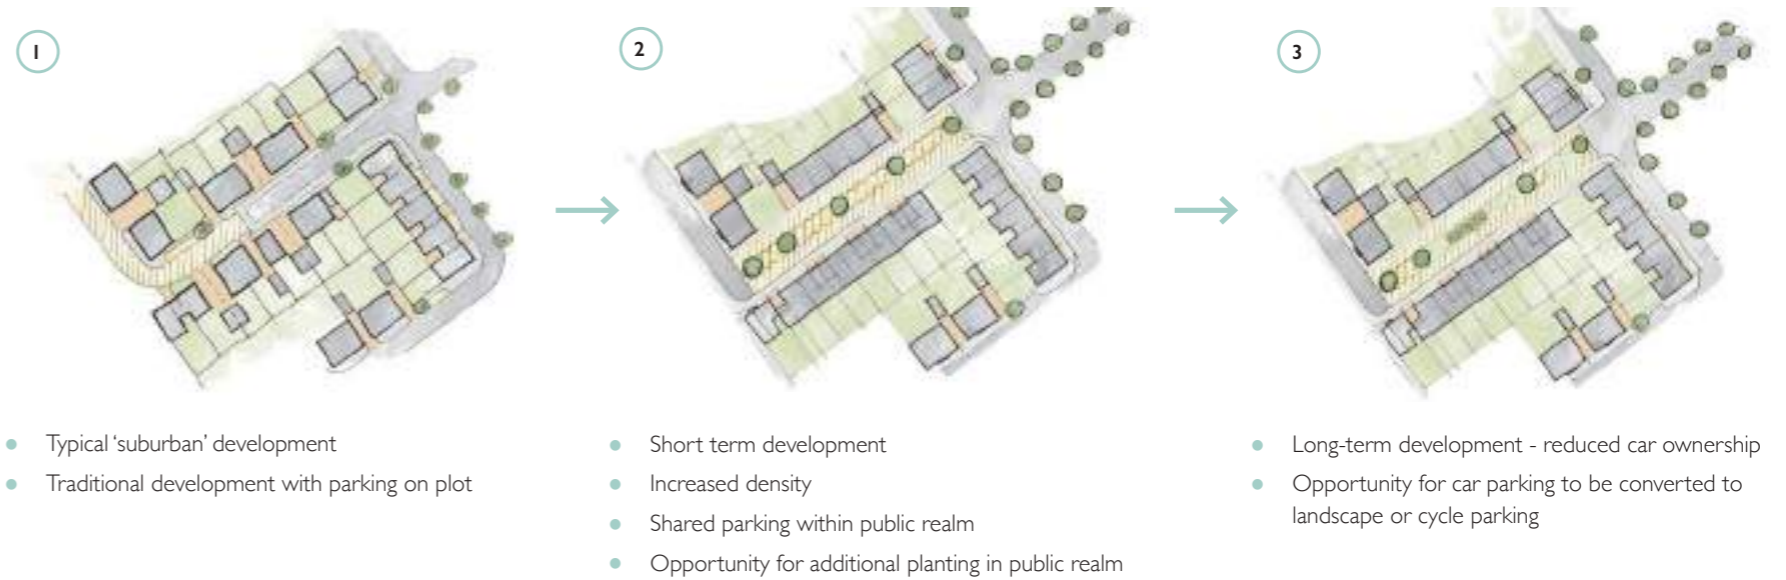 1
Typical ‘suburban’ development
Traditional development with parking on plot
2
Short term development
Increased density
Shared parking within public realm
Opportunity for additional planting in public realm
3
Long-term development - reduced car ownership
Opportunity for car parking to be converted to
landscape or cycle parking